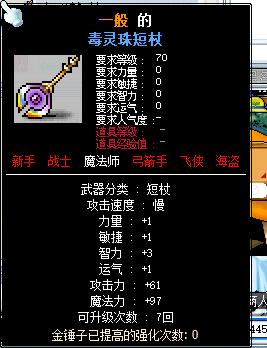 一般 的
毒灵珠短杖
要求等级: 70
要求力量: 0
要求敏捷: 0
要求智力: 0
要求运气: 0
要求人气度: -
道具等级: -
道具经验值: -
新手 战士 魔法师 弓箭手 飞侠 海盗
武器分类 : 短杖
攻击速度 : 慢
力量 : +1
敏捷 : +1
智力 : +3
运气 : +1
攻击力 : +61
魔法力 : +97
可升级次数 : 7回
金锤子已提高的强化次数: 0
萌人
445